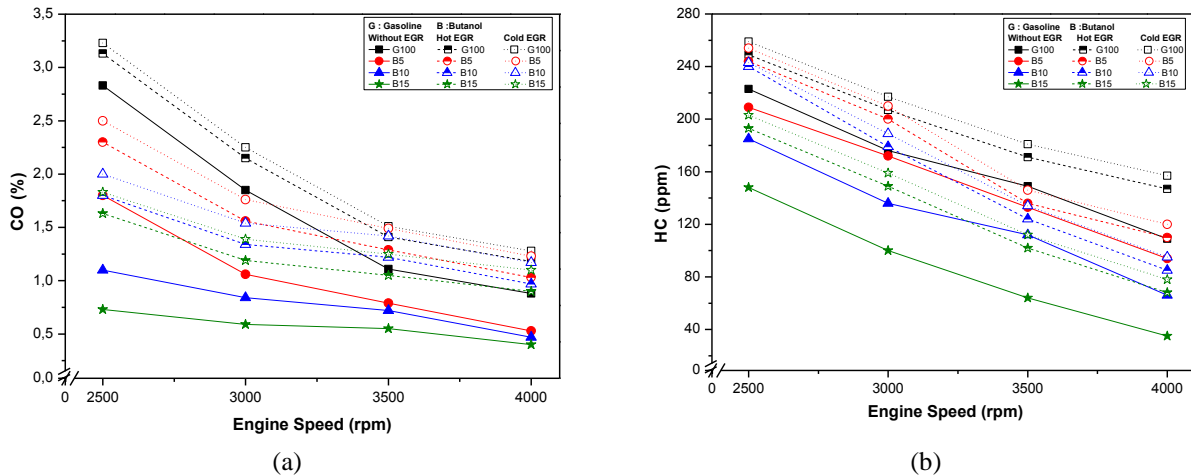 G : Gasoline B :Butanol
Without EGR Hot EGR Cold EGR
G100 G100 G100
B5 B5 B5
B10 B10 B10
B15 B15 B15
3,5
3,0
2,5
2,0
1,5
1,0
0,5
0,0
CO (%)
0 2500 3000 3500 4000
Engine Speed (rpm)
(a)
G : Gasoline B :Butanol
Without EGR Hot EGR Cold EGR
G100 G100 G100
B5 B5 B5
B10 B10 B10
B15 B15 B15
280
240
200
160
120
80
40
0
HC (ppm)
0 2500 3000 3500 4000
Engine Speed (rpm)
(b)